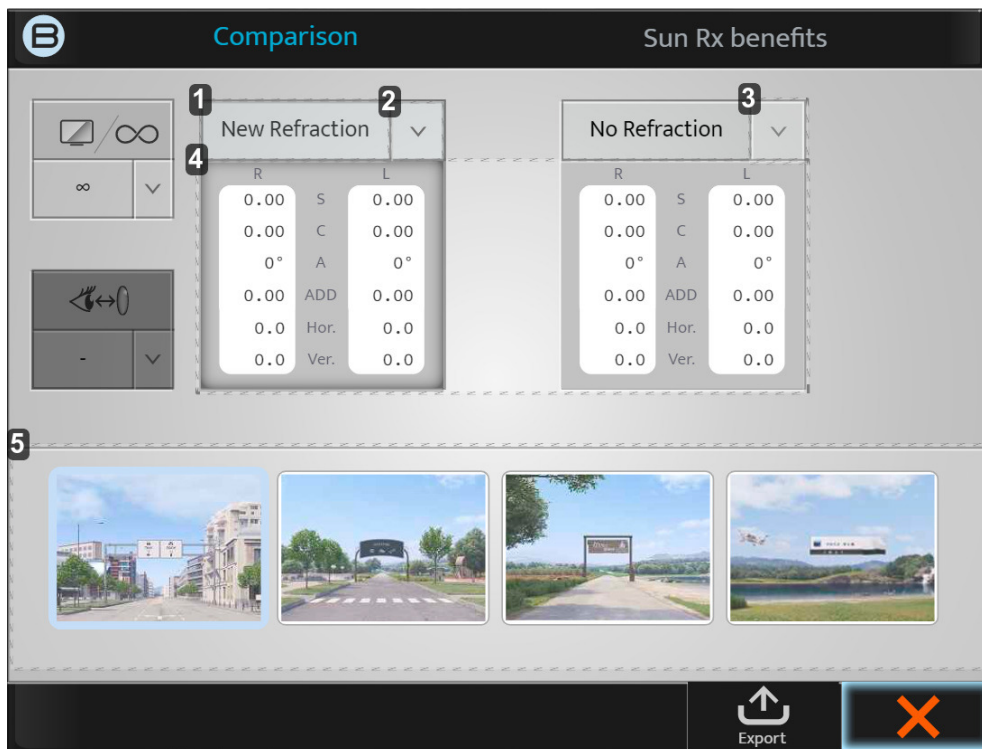 B Comparison Sun Rx benefits
1 New Refraction 2 No Refraction 3
∞
4 R L R L
∞ 0.00 S 0.00 0.00 S 0.00
0.00 C 0.00 0.00 C 0.00
0° A 0° 0° A 0°
0.00 ADD 0.00 0.00 ADD 0.00
0.0 Hor. 0.0 0.0 Hor. 0.0
- 0.0 Ver. 0.0 0.0 Ver. 0.0
5
Export